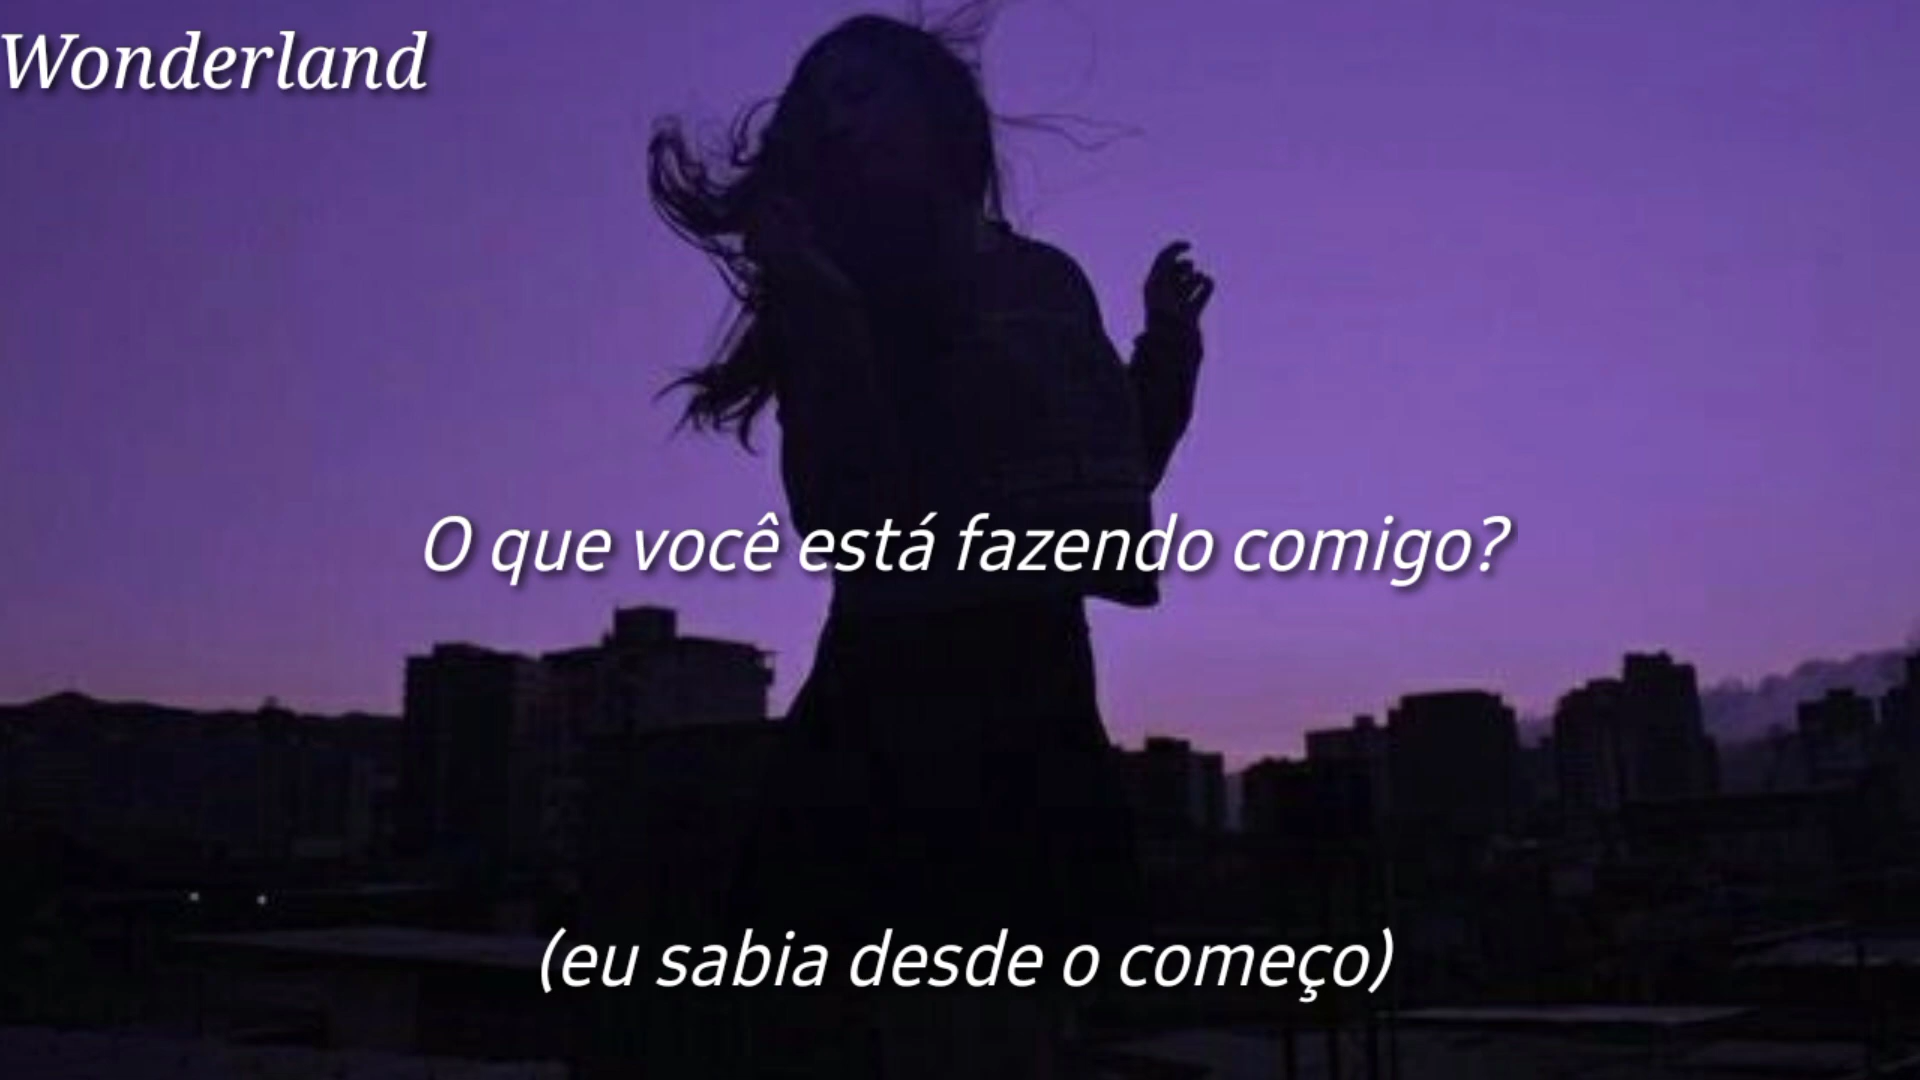 Wonderland
O que você está fazendo comigo?
(eu sabia desde o começo)